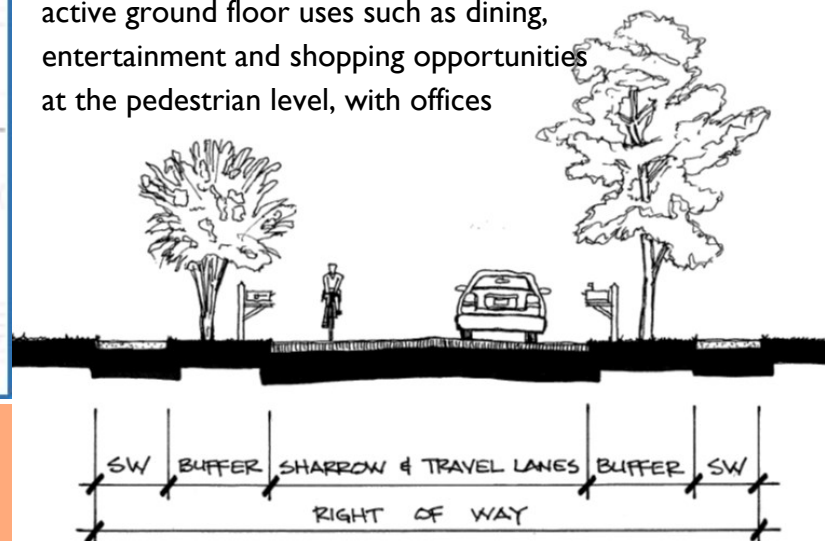 active ground floor uses such as dining,
entertainment and shopping opportunities
at the pedestrian level, with offices
SW BUFFER SHARROW & TRAVEL LANES BUFFER SW
RIGHT OF WAY